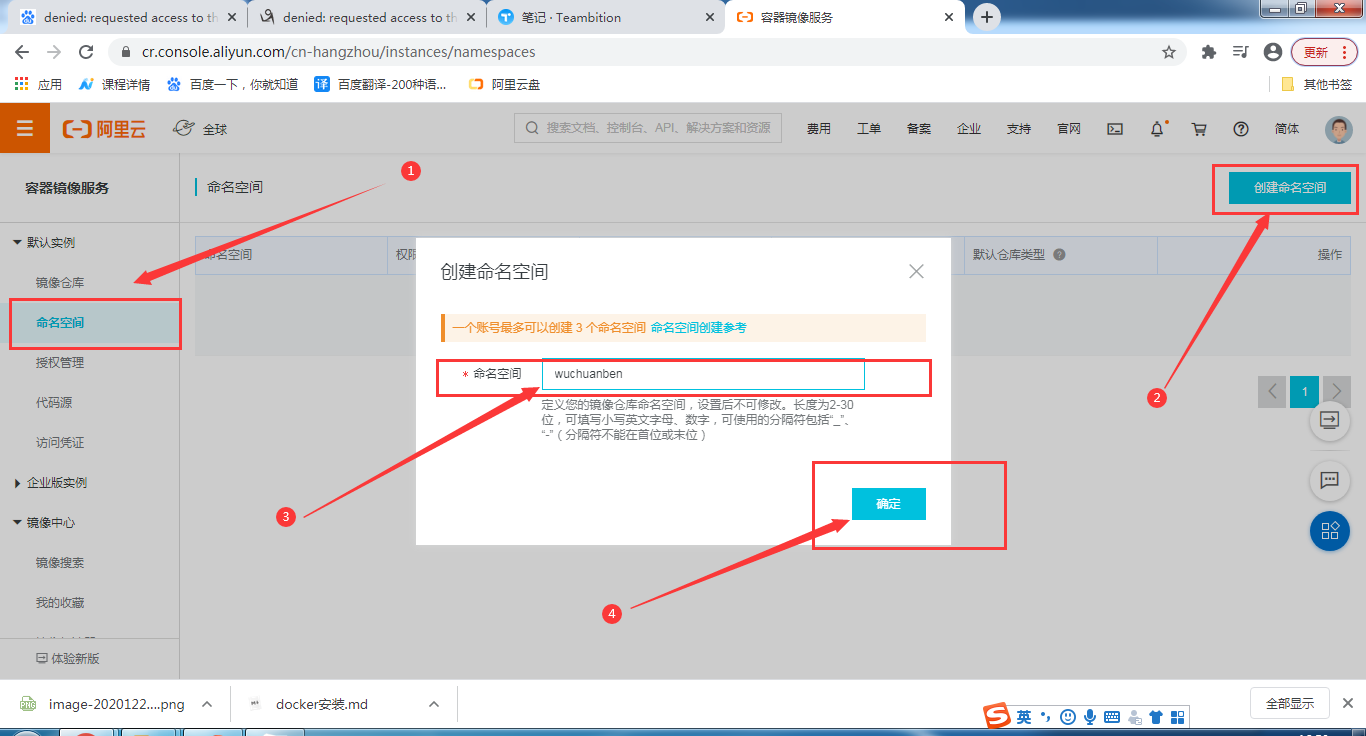 denied: requested access to th
denied: requested access to th
笔记 · Teambition
容器镜像服务
cr.console.aliyun.com/cn-hangzhou/instances/namespaces
更新
应用
课程详情
百度一下，你就知道
译
百度翻译-200种语...
阿里云盘
其他书签
阿里云
全球
搜索文档、控制台、API、解决方案和资源
费用
工单
备案
企业
支持
官网
简体
容器镜像服务
命名空间
创建命名空间
1
默认实例
镜像仓库
命名空间
授权管理
代码源
访问凭证
企业版实例
镜像中心
镜像搜索
我的收藏
体验新版
命名空间
权限
默认仓库类型
操作
1
2
创建命名空间
一个账号最多可以创建 3 个命名空间 命名空间创建参考
* 命名空间
wuchuanben
定义您的镜像仓库命名空间，设置后不可修改。长度为2-30
位，可填写小写英文字母、数字，可使用的分隔符包括“_”、
“-”（分隔符不能在首位或末位）
3
确定
4
image-2020122....png
docker安装.md
全部显示
英